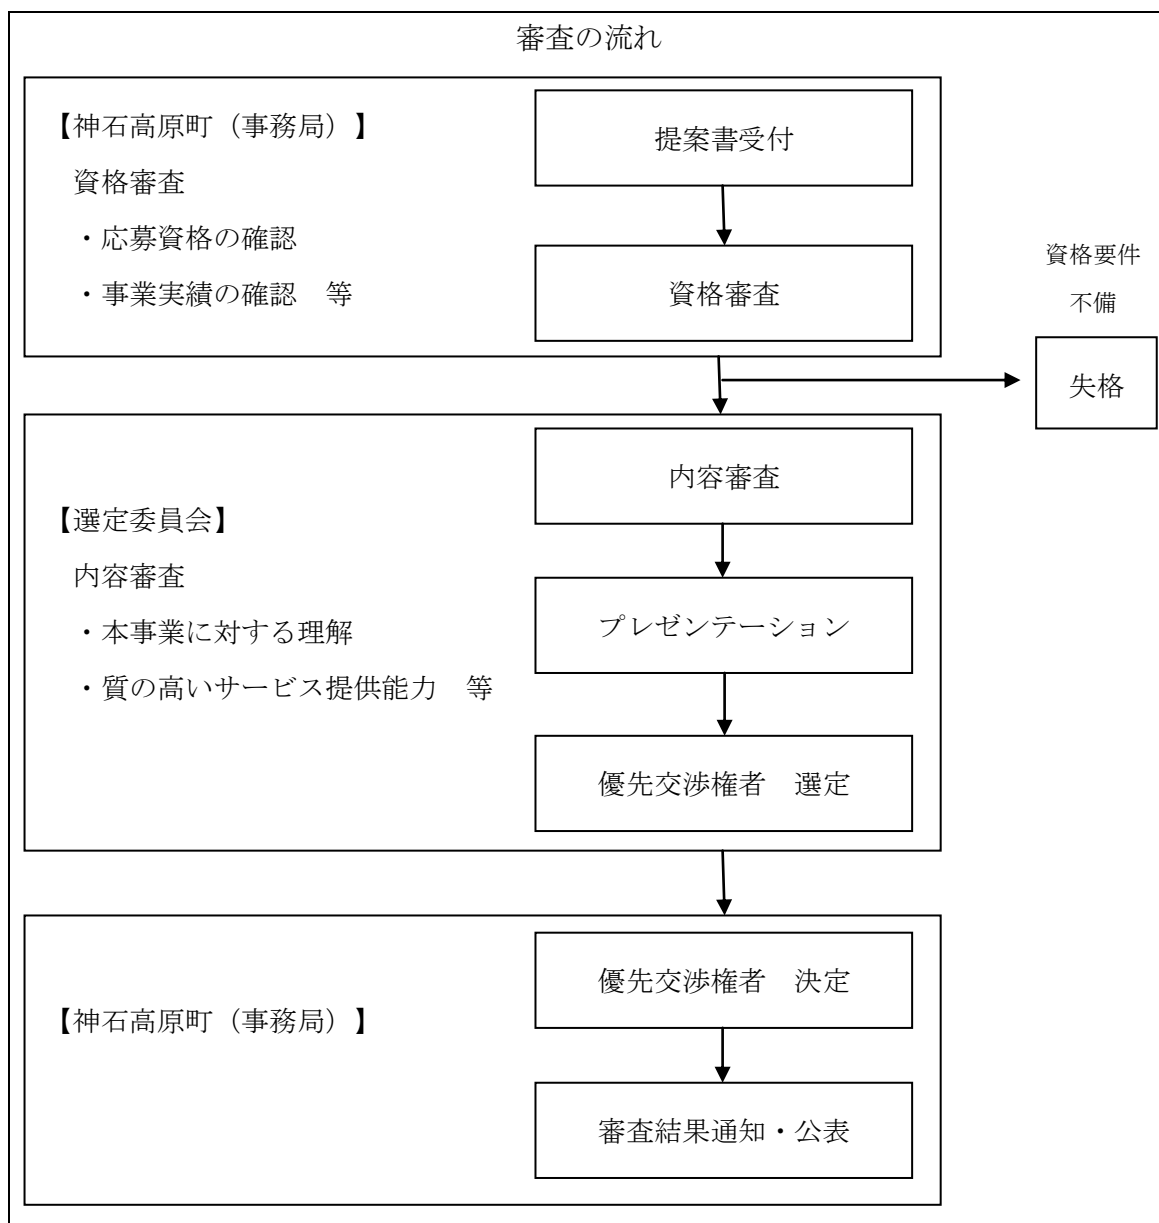 審査の流れ
【神石高原町（事務局）】
資格審査
・応募資格の確認
・事業実績の確認　等
提案書受付
資格審査
資格要件
不備
失格
【選定委員会】
内容審査
・本事業に対する理解
・質の高いサービス提供能力　等
内容審査
プレゼンテーション
優先交渉権者　選定
【神石高原町（事務局）】
優先交渉権者　決定
審査結果通知・公表